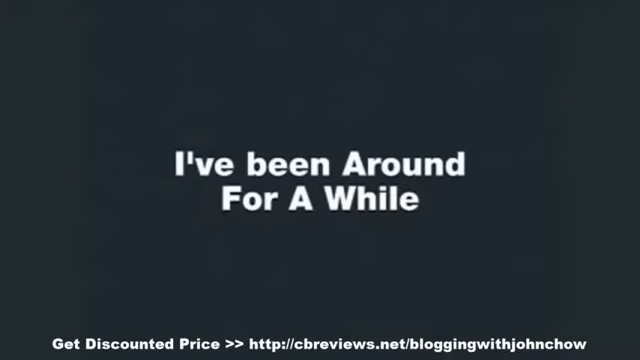 I've been Around
For A While
Get Discounted Price >> http://cbreviews.net/bloggingwithjohnchow